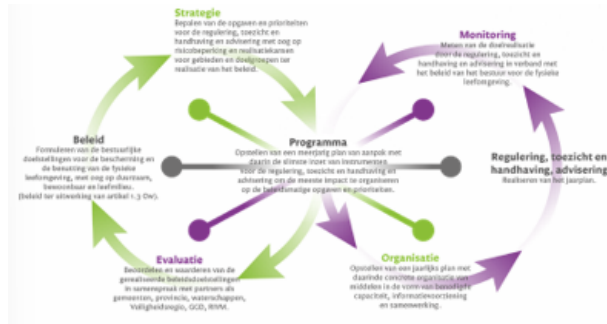 Strategie
Bepalen van de opgaven en prioriteiten
voor de regulering, toezicht en
handhaving en advisering met oog op
risicobeperking en realisatiekansen
voor gebieden en doelgroepen ter
realisatie van het beleid.
Monitoring
Meten van de doelrealisatie
door de regulering, toezicht en
handhaving en advisering in verband met
het beleid van het bestuur voor de fysieke
leefomgeving.
Beleid
Formuleren van de bestuurlijke
doelstellingen voor de bescherming en
de benutting van de fysieke
leefomgeving, met oog op duurzaam,
bewoonbaar en leefmilieu.
(beleid ter uitwerking van artikel 1.3 Ow).
Programma
Opstellen van een meerjarig plan van aanpak met
daarin de slimste inzet van instrumenten
voor de regulering, toezicht en handhaving en
advisering om de meeste impact te organiseren
op de beleidsmatige opgaven en prioriteiten.
Regulering, toezicht en
handhaving, advisering
Realiseren van het jaarplan.
Evaluatie
Beoordelen en waarderen van de
gerealiseerde beleidsdoelstellingen
in samenspraak met partners als
gemeenten, provincie, waterschappen,
Veiligheidsregio, GGD, RIVM.
Organisatie
Opstellen van een jaarlijks plan met
daarin de concrete organisatie van
middelen in de vorm van benodigde
capaciteit, informatievoorziening
en samenwerking.